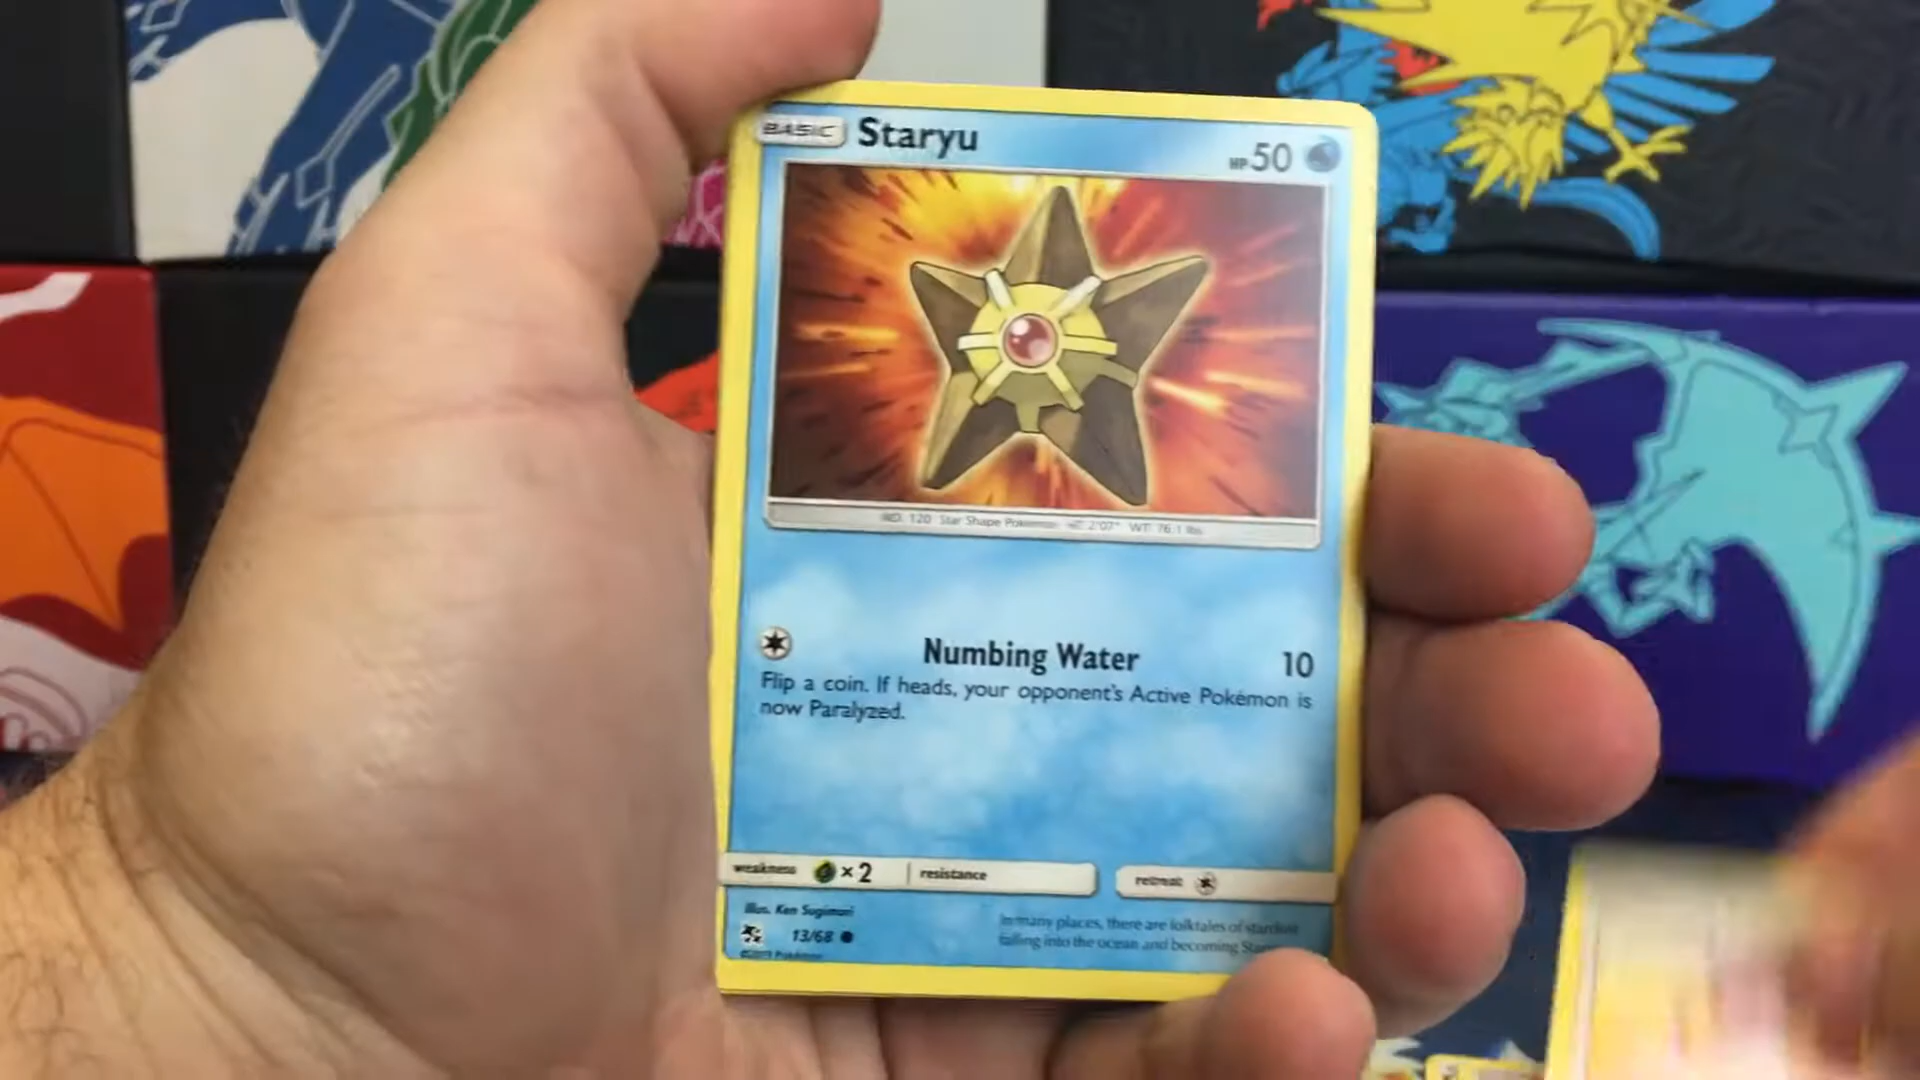 BASIC Staryu HP 50
NO. 120 Star Shape Pokémon HT: 2'07" WT: 76.1 lbs.
Numbing Water 10
Flip a coin. If heads, your opponent's Active Pokémon is
now Paralyzed.
weakness ×2 resistance retreat
Illus. Ken Sugimori
13/68
©2019 Pokémon
In many places, there are folktales of stardust
falling into the ocean and becoming